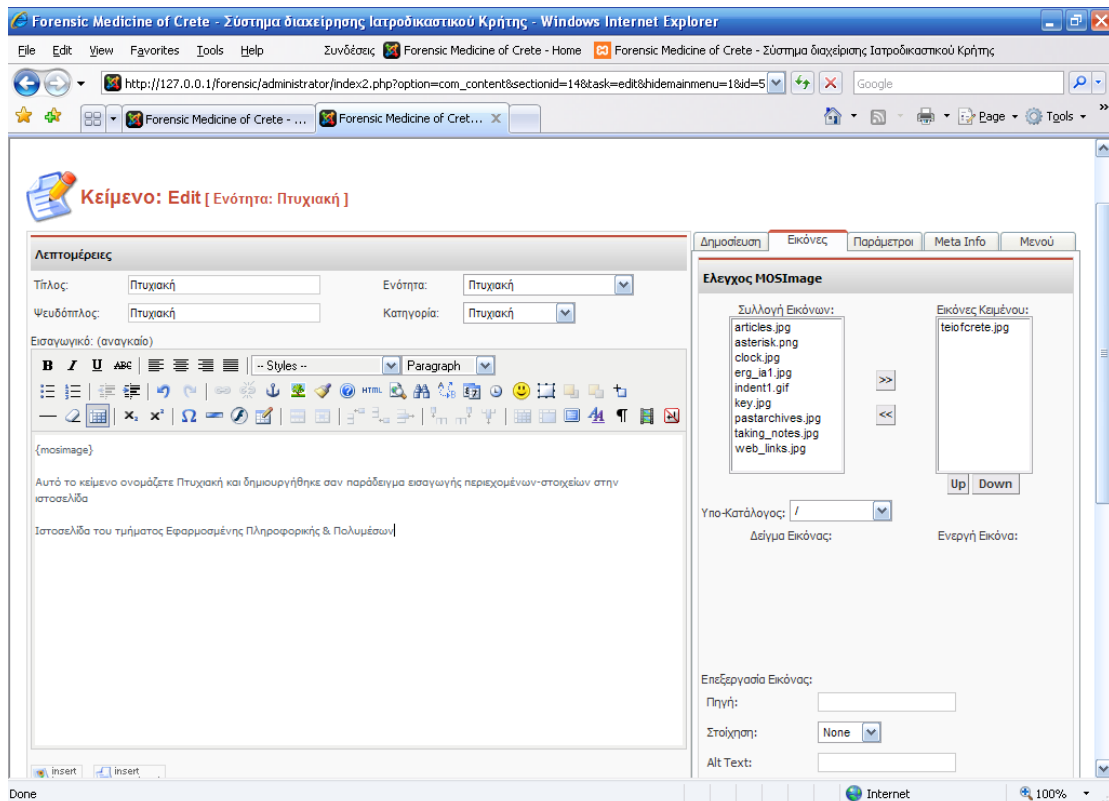 Forensic Medicine of Crete - Σύστημα διαχείρησης Ιατροδικαστικού Κρήτης - Windows Internet Explorer
File Edit View Favorites Tools Help Συνδέσεις Forensic Medicine of Crete - Home Forensic Medicine of Crete - Σύστημα διαχείρισης Ιατροδικαστικού Κρήτης
http://127.0.0.1/forensic/administrator/index2.php?option=com_content&sectionid=14&task=edit&hidemainmenu=1&id=5 Google
Forensic Medicine of Crete - ... Forensic Medicine of Cret... Page Tools »
Κείμενο: Edit [ Ενότητα: Πτυχιακή ]
Δημοσίευση Εικόνες Παράμετροι Meta Info Μενού
Λεπτομέρειες
Τίτλος: Πτυχιακή Ενότητα: Πτυχιακή
Ψευδότιτλος: Πτυχιακή Κατηγορία: Πτυχιακή
Εισαγωγικό: (αναγκαίο)
B I U ABC -- Styles -- Paragraph
HTML
{mosimage}
Αυτό το κείμενο ονομάζετε Πτυχιακή και δημιουργήθηκε σαν παράδειγμα εισαγωγής περιεχομένων-στοιχείων στην
ιστοσελίδα
Ιστοσελίδα του τμήματος Εφαρμοσμένης Πληροφορικής & Πολυμέσων
insert insert
Ελεγχος MOSImage
Συλλογή Εικόνων: Εικόνες Κειμένου:
articles.jpg
asterisk.png
clock.jpg
erg_ia1.jpg
indent1.gif
key.jpg
pastarchives.jpg
taking_notes.jpg
web_links.jpg
>>
<<
teiofcrete.jpg
Up Down
Υπο-Κατάλογος: /
Δείγμα Εικόνας: Ενεργή Εικόνα:
Επεξεργασία Εικόνας:
Πηγή:
Στοίχηση: None
Alt Text:
Done Internet 100%